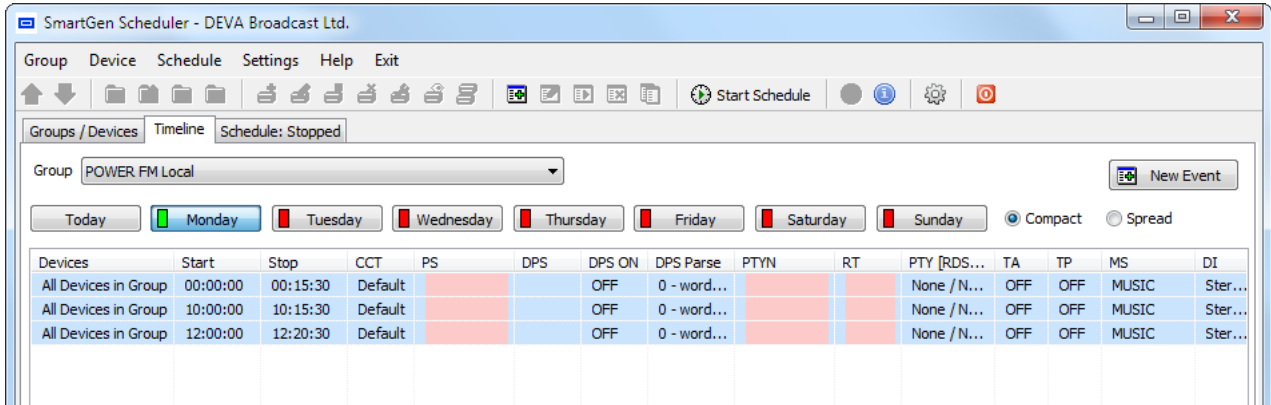 SmartGen Scheduler - DEVA Broadcast Ltd.
Group Device Schedule Settings Help Exit
Start Schedule
Groups / Devices Timeline Schedule: Stopped
Group POWER FM Local New Event
Today Monday Tuesday Wednesday Thursday Friday Saturday Sunday Compact Spread
Devices Start Stop CCT PS DPS DPS ON DPS Parse PTYN RT PTY [RDS... TA TP MS DI
All Devices in Group 00:00:00 00:15:30 Default OFF 0 - word... None / N... OFF OFF MUSIC Ster...
All Devices in Group 10:00:00 10:15:30 Default OFF 0 - word... None / N... OFF OFF MUSIC Ster...
All Devices in Group 12:00:00 12:20:30 Default OFF 0 - word... None / N... OFF OFF MUSIC Ster...